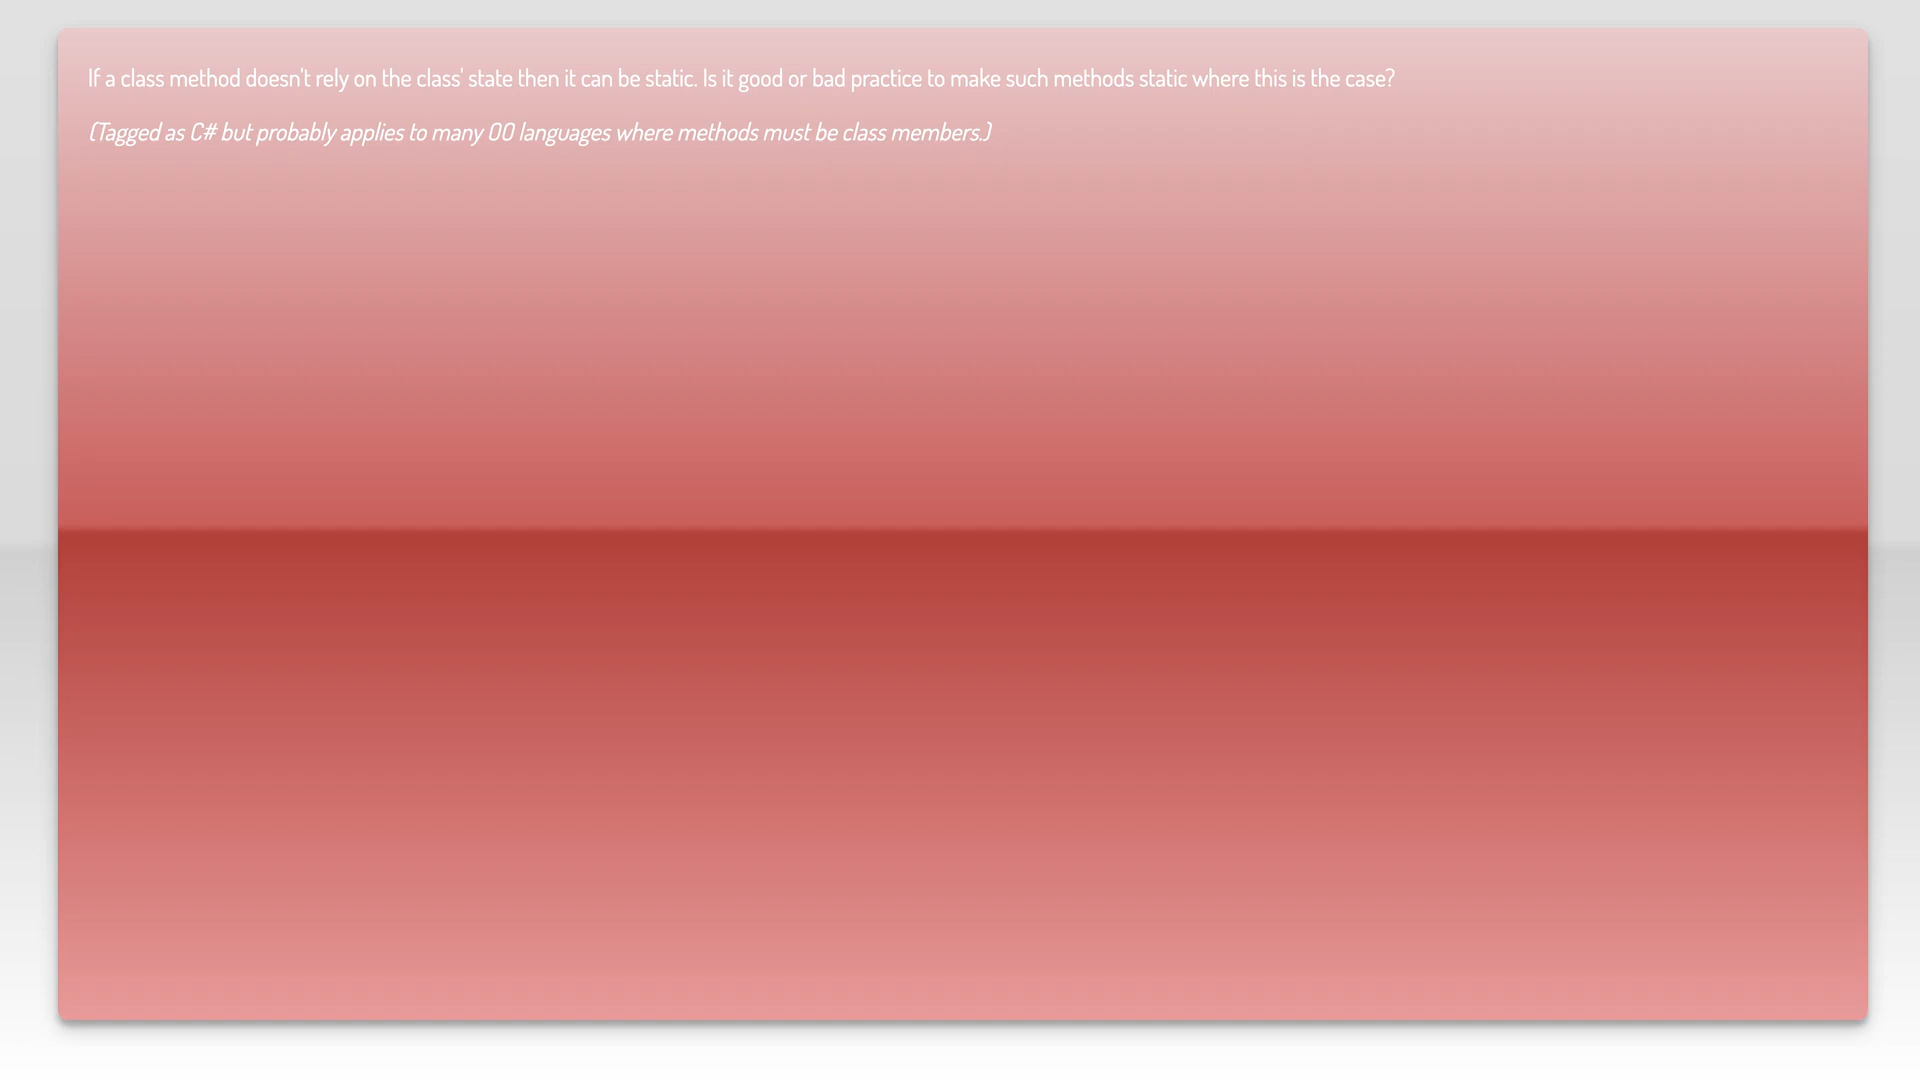 If a class method doesn't rely on the class' state then it can be static. Is it good or bad practice to make such methods static where this is the case?
(Tagged as C# but probably applies to many OO languages where methods must be class members.)